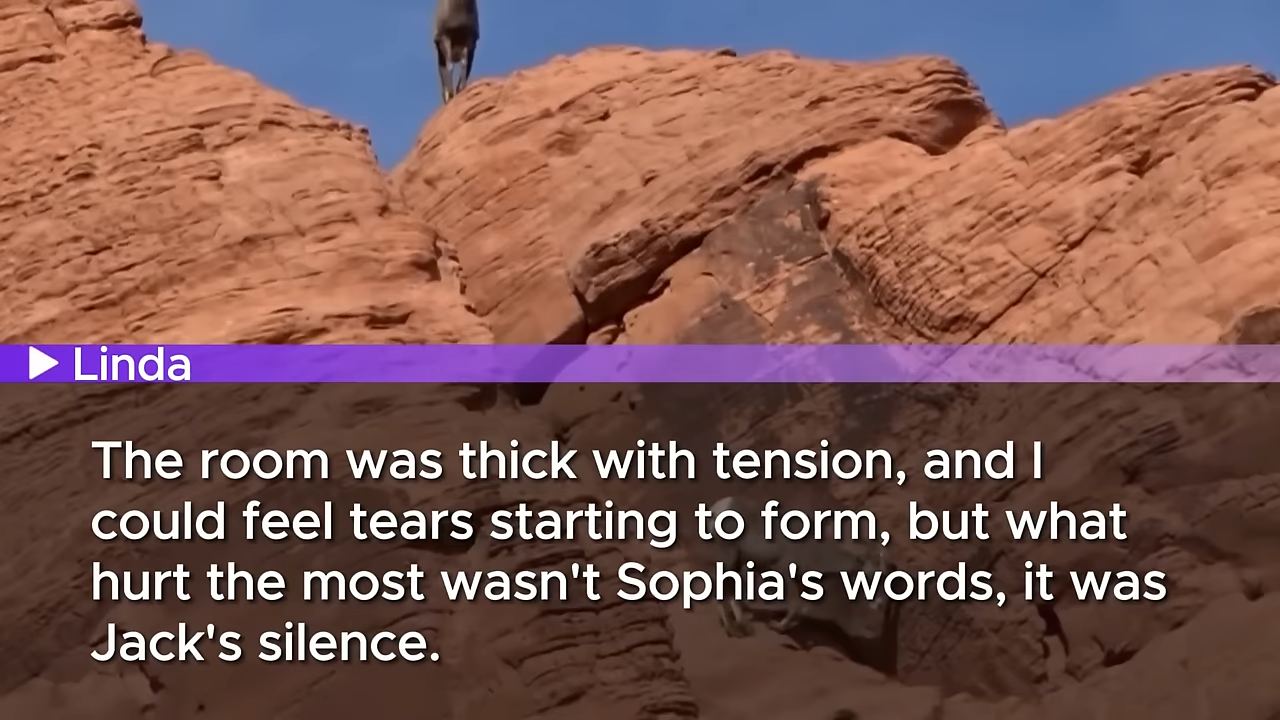 Linda
The room was thick with tension, and I
could feel tears starting to form, but what
hurt the most wasn't Sophia's words, it was
Jack's silence.